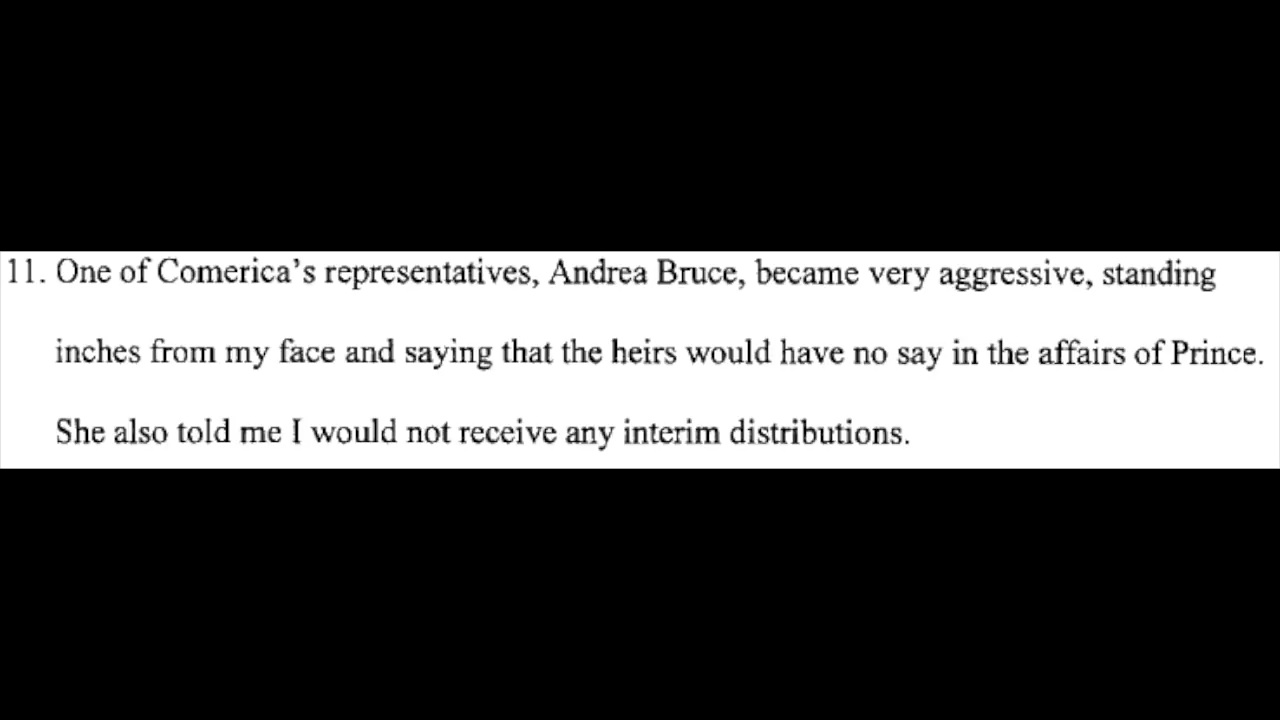 11. One of Comerica's representatives, Andrea Bruce, became very aggressive, standing
inches from my face and saying that the heirs would have no say in the affairs of Prince.
She also told me I would not receive any interim distributions.